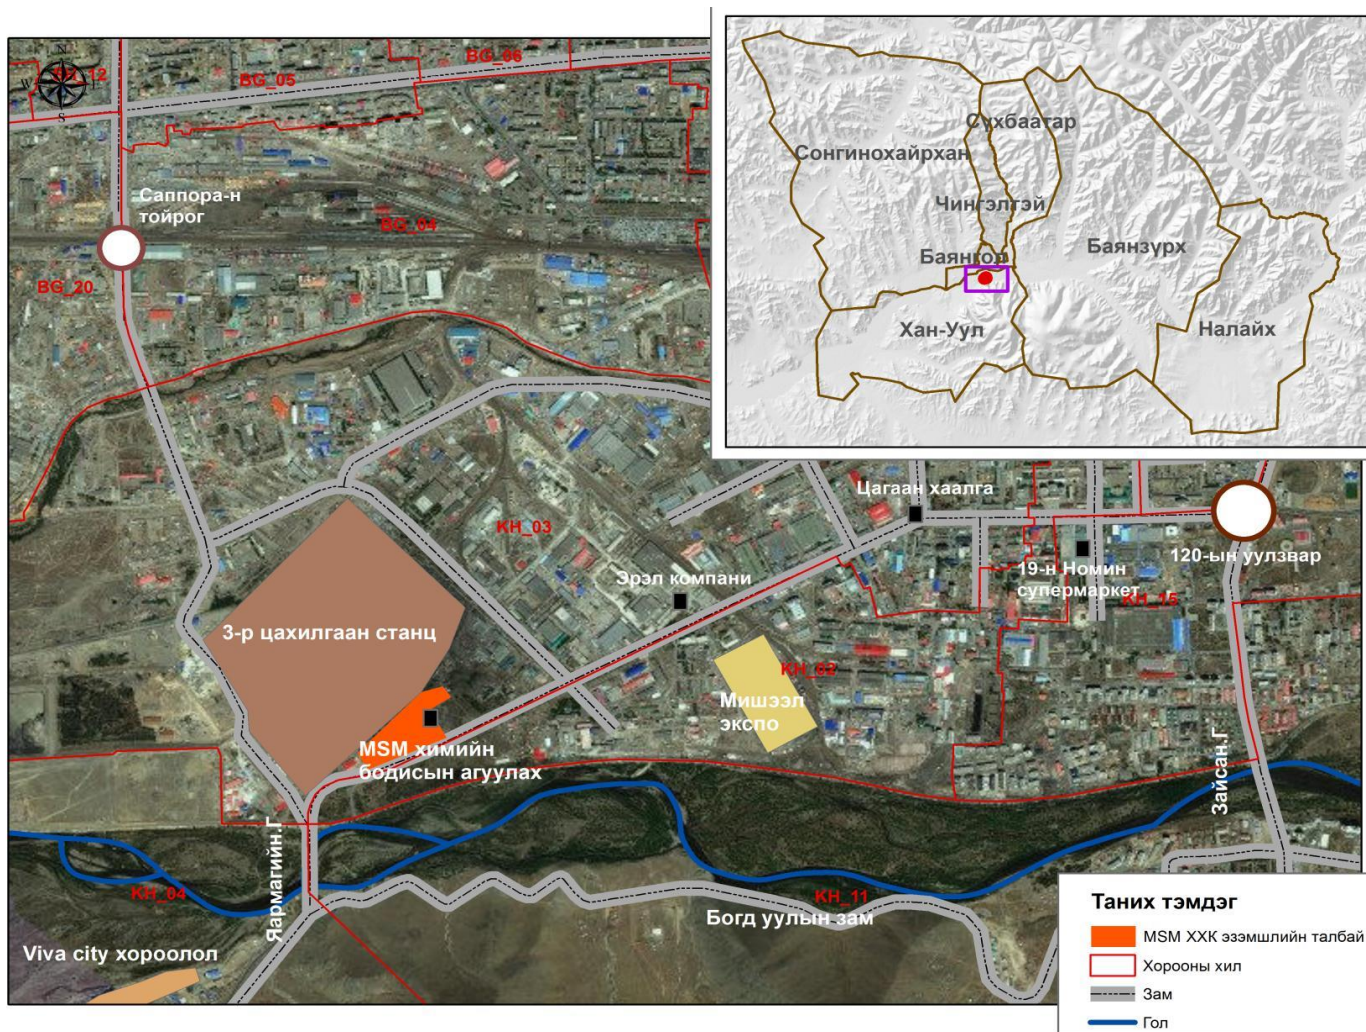 N
W
E
S
KH_12
BG_05
BG_06
Саппора-н
тойрог
BG_04
BG_20
Сүхбаатар
Сонгинохайрхан
Чингэлтэй
Баянгол
Баянзүрх
Хан-Уул
Налайх
Цагаан хаалга
KH_03
120-ын уулзвар
19-н Номин
супермаркет
KH_15
Эрэл компани
3-р цахилгаан станц
KH_02
Мишээл
экспо
MSM химийн
бодисын агуулах
Зайсан.Г
Яармагийн.Г
KH_04
KH_11
Богд уулын зам
Viva city хороолол
Таних тэмдэг
MSM ХХК эзэмшлийн талбай
Хорооны хил
Зам
Гол